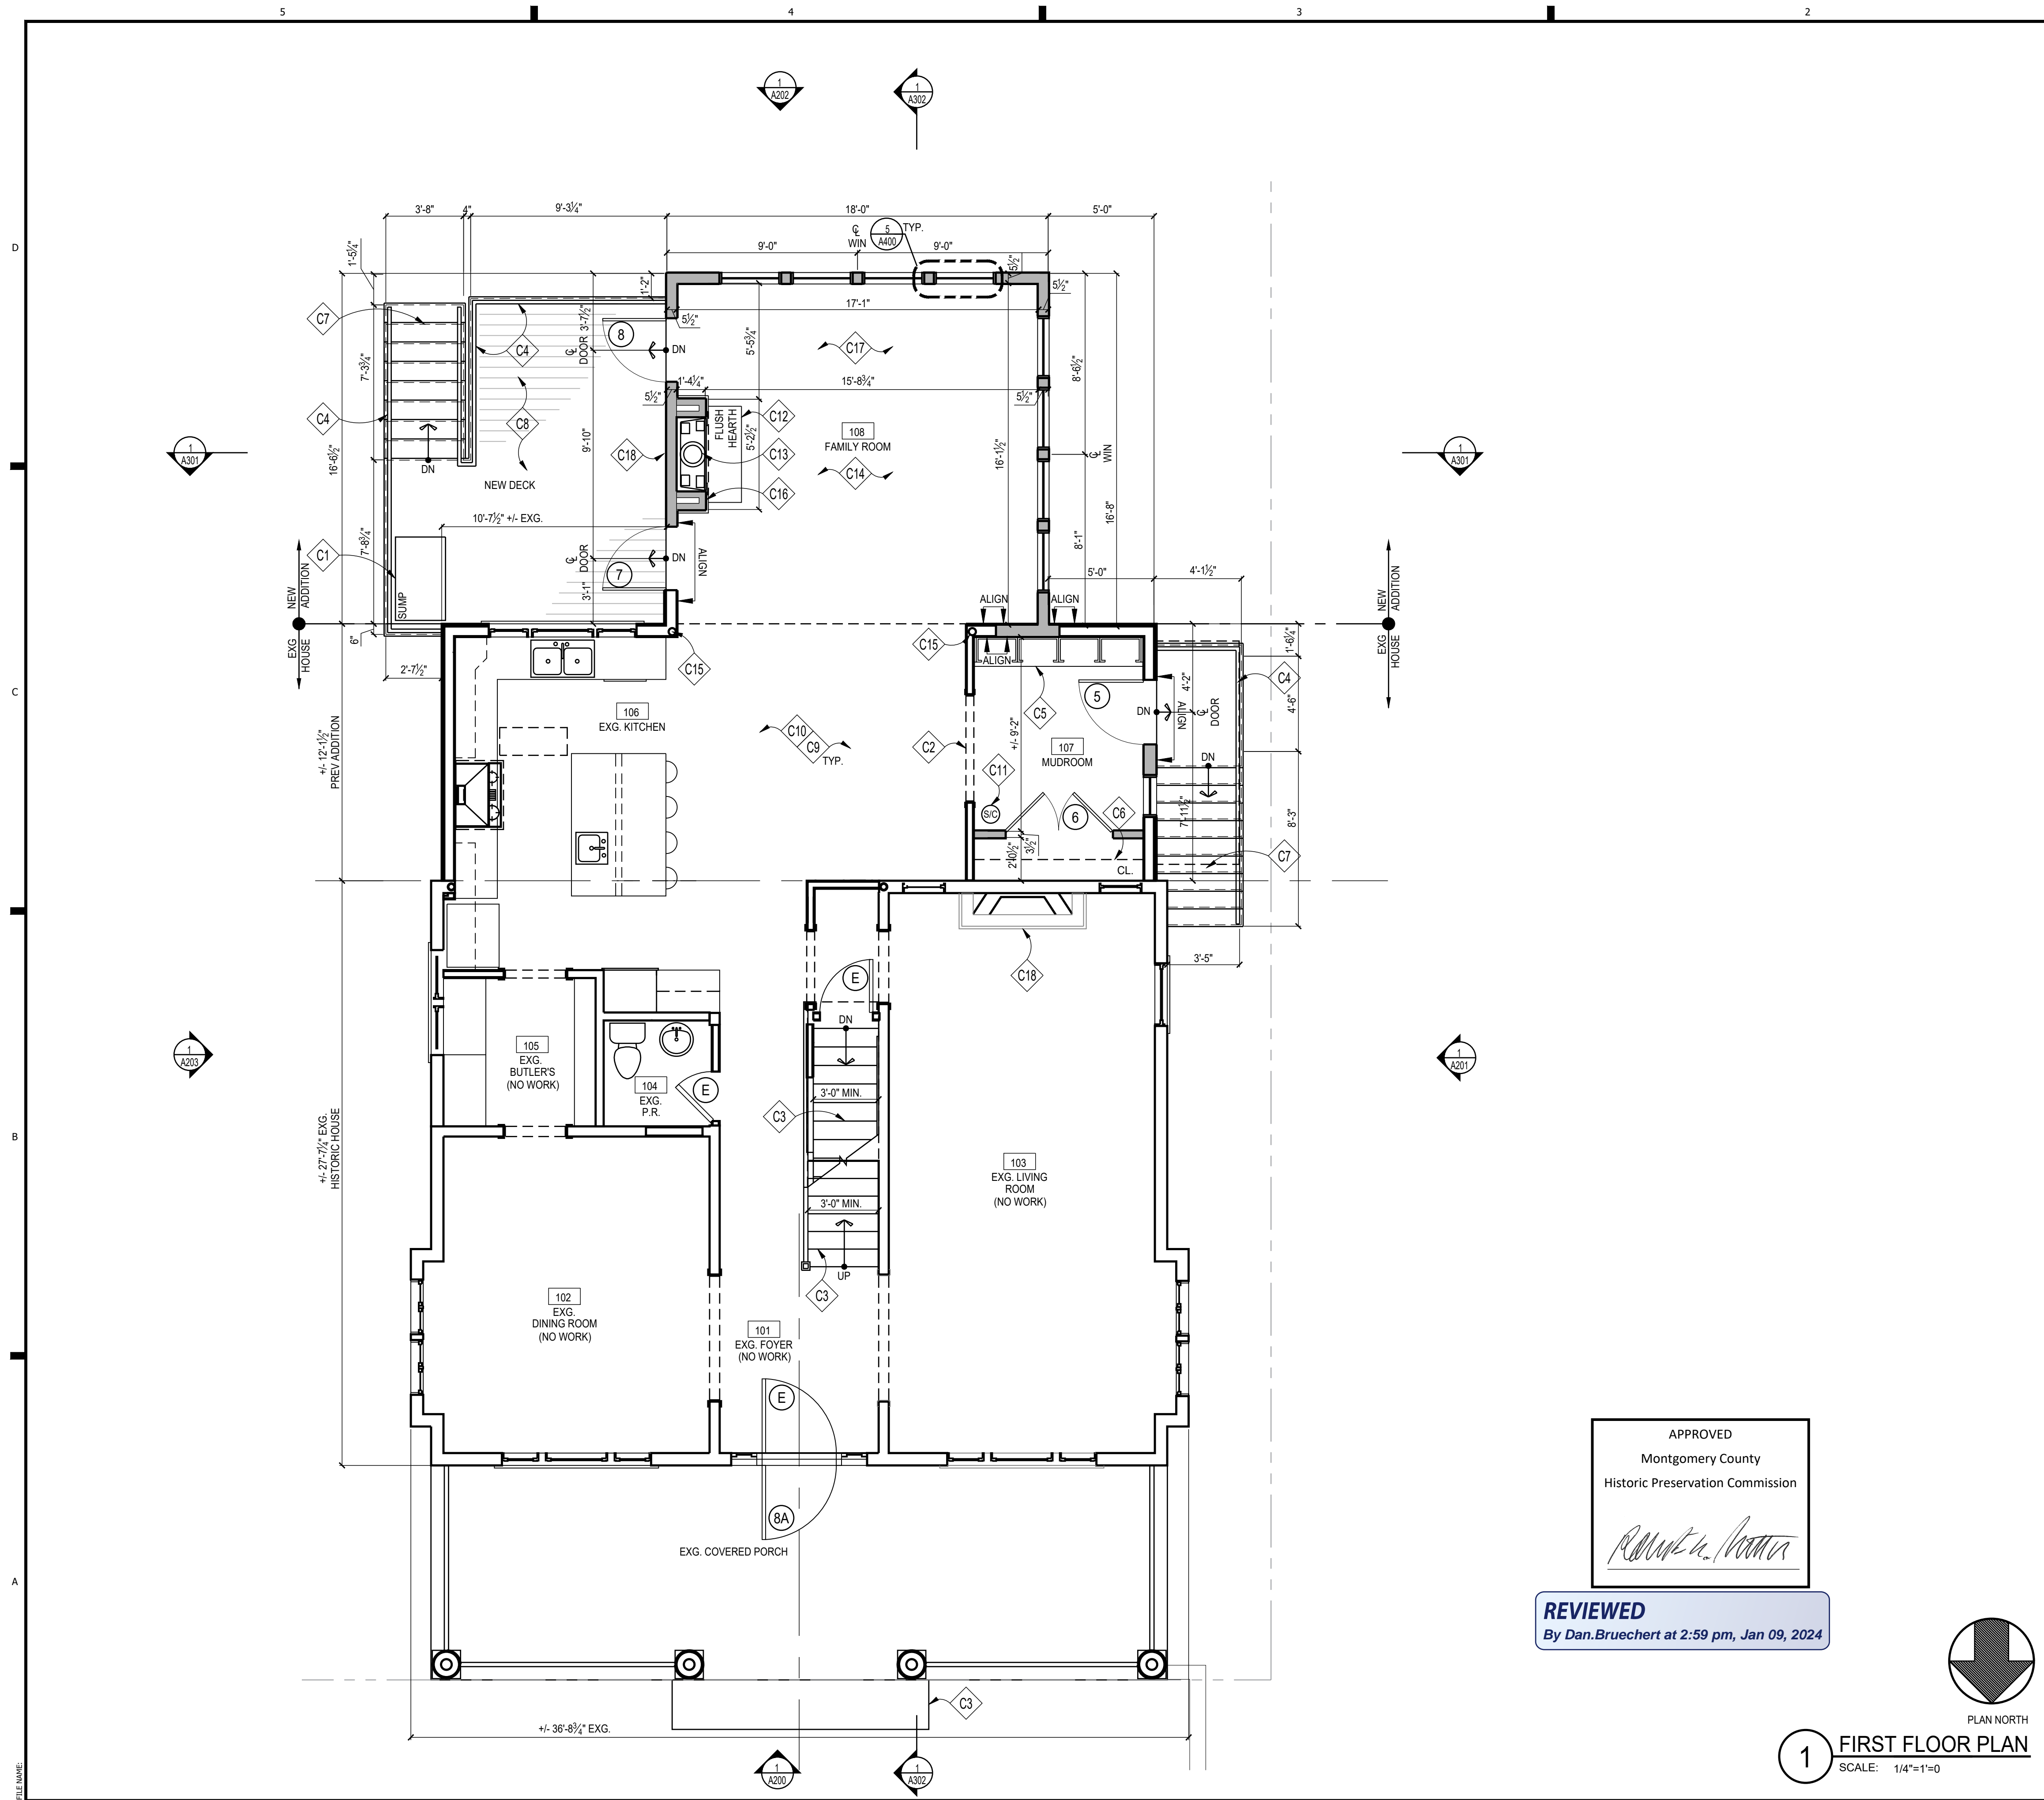 5
4
3
2
D
C
B
A
FILE NAME:
1
A202
1
A302
3'-8"
4"
9'-3¼"
18'-0"
5'-0"
1'-5¼"
9'-0"
℄
WIN
5
A400
TYP.
9'-0"
5½"
5½"
1'-2"
17'-1"
C7
7'-3¾"
C4
C8
℄
DOOR
3'-7½"
8
5½"
DN
5'-5¾"
C17
8'-6½"
1'-4¼"
15'-8¾"
5½"
5½"
C4
16'-6½"
9'-10"
C18
FLUSH
HEARTH
5'-2½"
C12
C13
C16
108
FAMILY ROOM
C14
16'-1½"
℄
WIN
1
A301
1
A301
DN
NEW DECK
10'-7½" +/- EXG.
16'-8"
8'-1"
7'-8¾"
C1
℄
DOOR
DN
7
3'-1"
ALIGN
5'-0"
4'-1½"
NEW
ADDITION
EXG
HOUSE
SUMP
6"
2'-7½"
ALIGN
ALIGN
ALIGN
NEW
ADDITION
EXG
HOUSE
C15
C15
1'-6¼"
C4
4'-2"
4'-6"
106
EXG. KITCHEN
C10
C9
TYP.
C2
C5
5
DN
ALIGN
℄
DOOR
+/- 12'-1½"
PREV ADDITION
+/- 9'-2"
107
MUDROOM
C11
S/C
6
C6
DN
7'-11½"
8'-3"
C7
2'-0½"
3½"
CL.
C18
3'-5"
E
DN
1
A203
1
A201
105
EXG.
BUTLER'S
(NO WORK)
104
EXG.
P.R.
E
3'-0" MIN.
C3
+/- 27'-7¼" EXG.
HISTORIC HOUSE
103
EXG. LIVING
ROOM
(NO WORK)
3'-0" MIN.
UP
C3
102
EXG.
DINING ROOM
(NO WORK)
101
EXG. FOYER
(NO WORK)
E
8A
EXG. COVERED PORCH
C3
+/- 36'-8¾" EXG.
1
A200
1
A302
APPROVED
Montgomery County
Historic Preservation Commission
REVIEWED
By Dan.Bruechert at 2:59 pm, Jan 09, 2024
PLAN NORTH
1
FIRST FLOOR PLAN
SCALE: 1/4"=1'=0